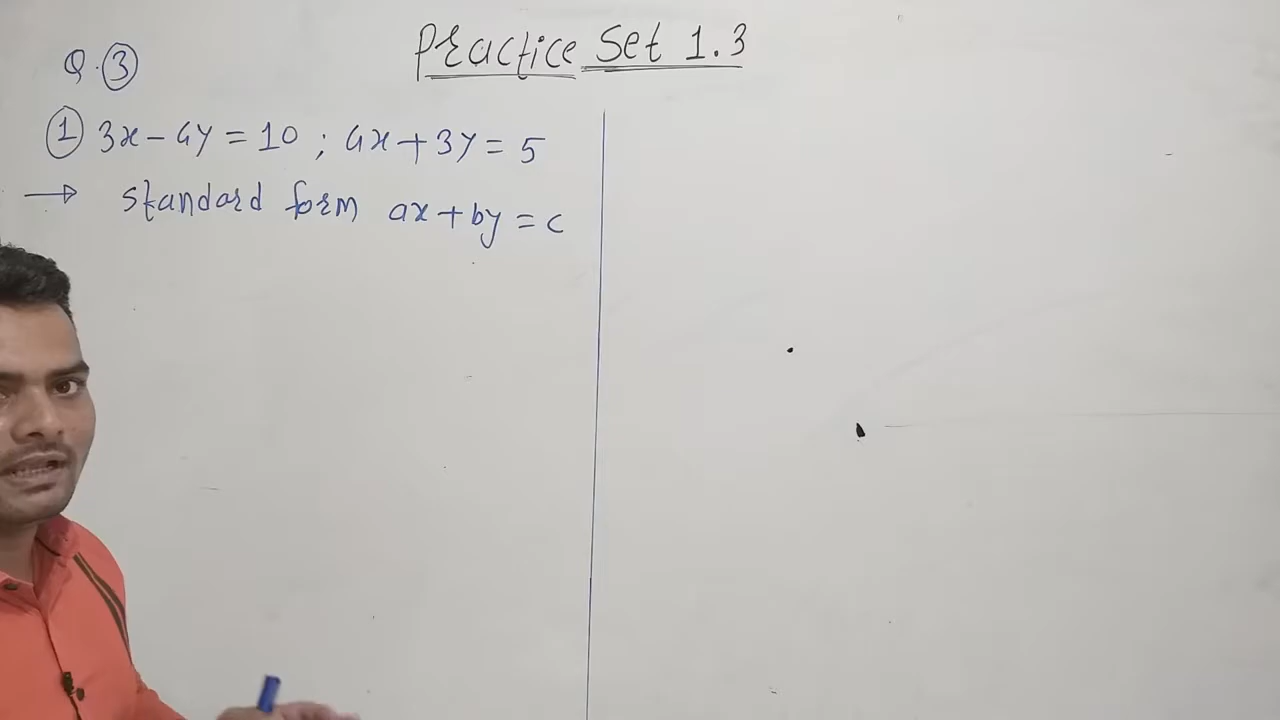 Practice Set 1.3
Q.3
1 3x-4y=10; 4x+3y=5
→ standard form ax+by=c